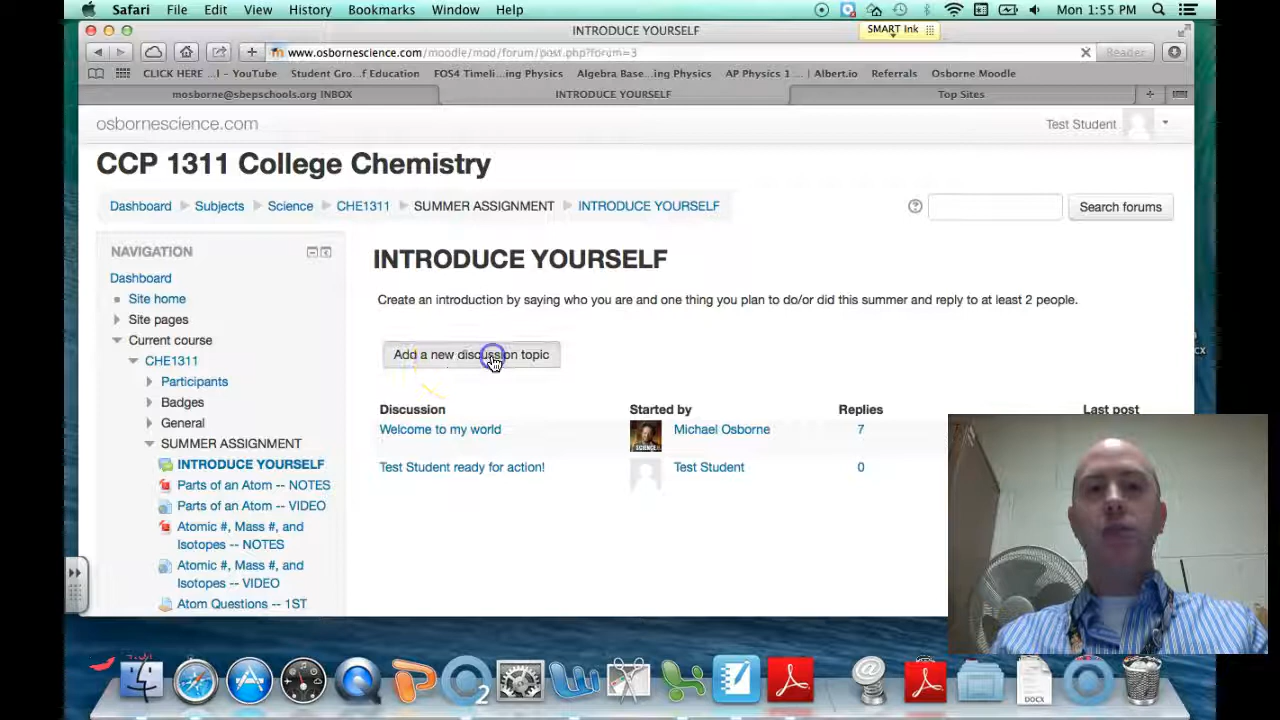 Safari File Edit View History Bookmarks Window Help Mon 1:55 PM
INTRODUCE YOURSELF
SMART Ink
www.osbornescience.com/moodle/mod/forum/post.php?forum=3
Reader
CLICK HERE ...l - YouTube Student Gro...f Education FOS4 Timeli...ing Physics Algebra Base...ing Physics AP Physics 1 ... | Albert.io Referrals Osborne Moodle
mosborne@sbepschools.org INBOX INTRODUCE YOURSELF Top Sites
osbornescience.com Test Student
CCP 1311 College Chemistry
Dashboard Subjects Science CHE1311 SUMMER ASSIGNMENT INTRODUCE YOURSELF
Search forums
NAVIGATION
Dashboard
Site home
Site pages
Current course
CHE1311
Participants
Badges
General
SUMMER ASSIGNMENT
INTRODUCE YOURSELF
Parts of an Atom -- NOTES
Parts of an Atom -- VIDEO
Atomic #, Mass #, and
Isotopes -- NOTES
Atomic #, Mass #, and
Isotopes -- VIDEO
Atom Questions -- 1ST
INTRODUCE YOURSELF
Create an introduction by saying who you are and one thing you plan to do/or did this summer and reply to at least 2 people.
Add a new discussion topic
Discussion Started by Replies Last post
Welcome to my world Michael Osborne 7
Test Student ready for action! Test Student 0
SCIENCE
2
DOCX